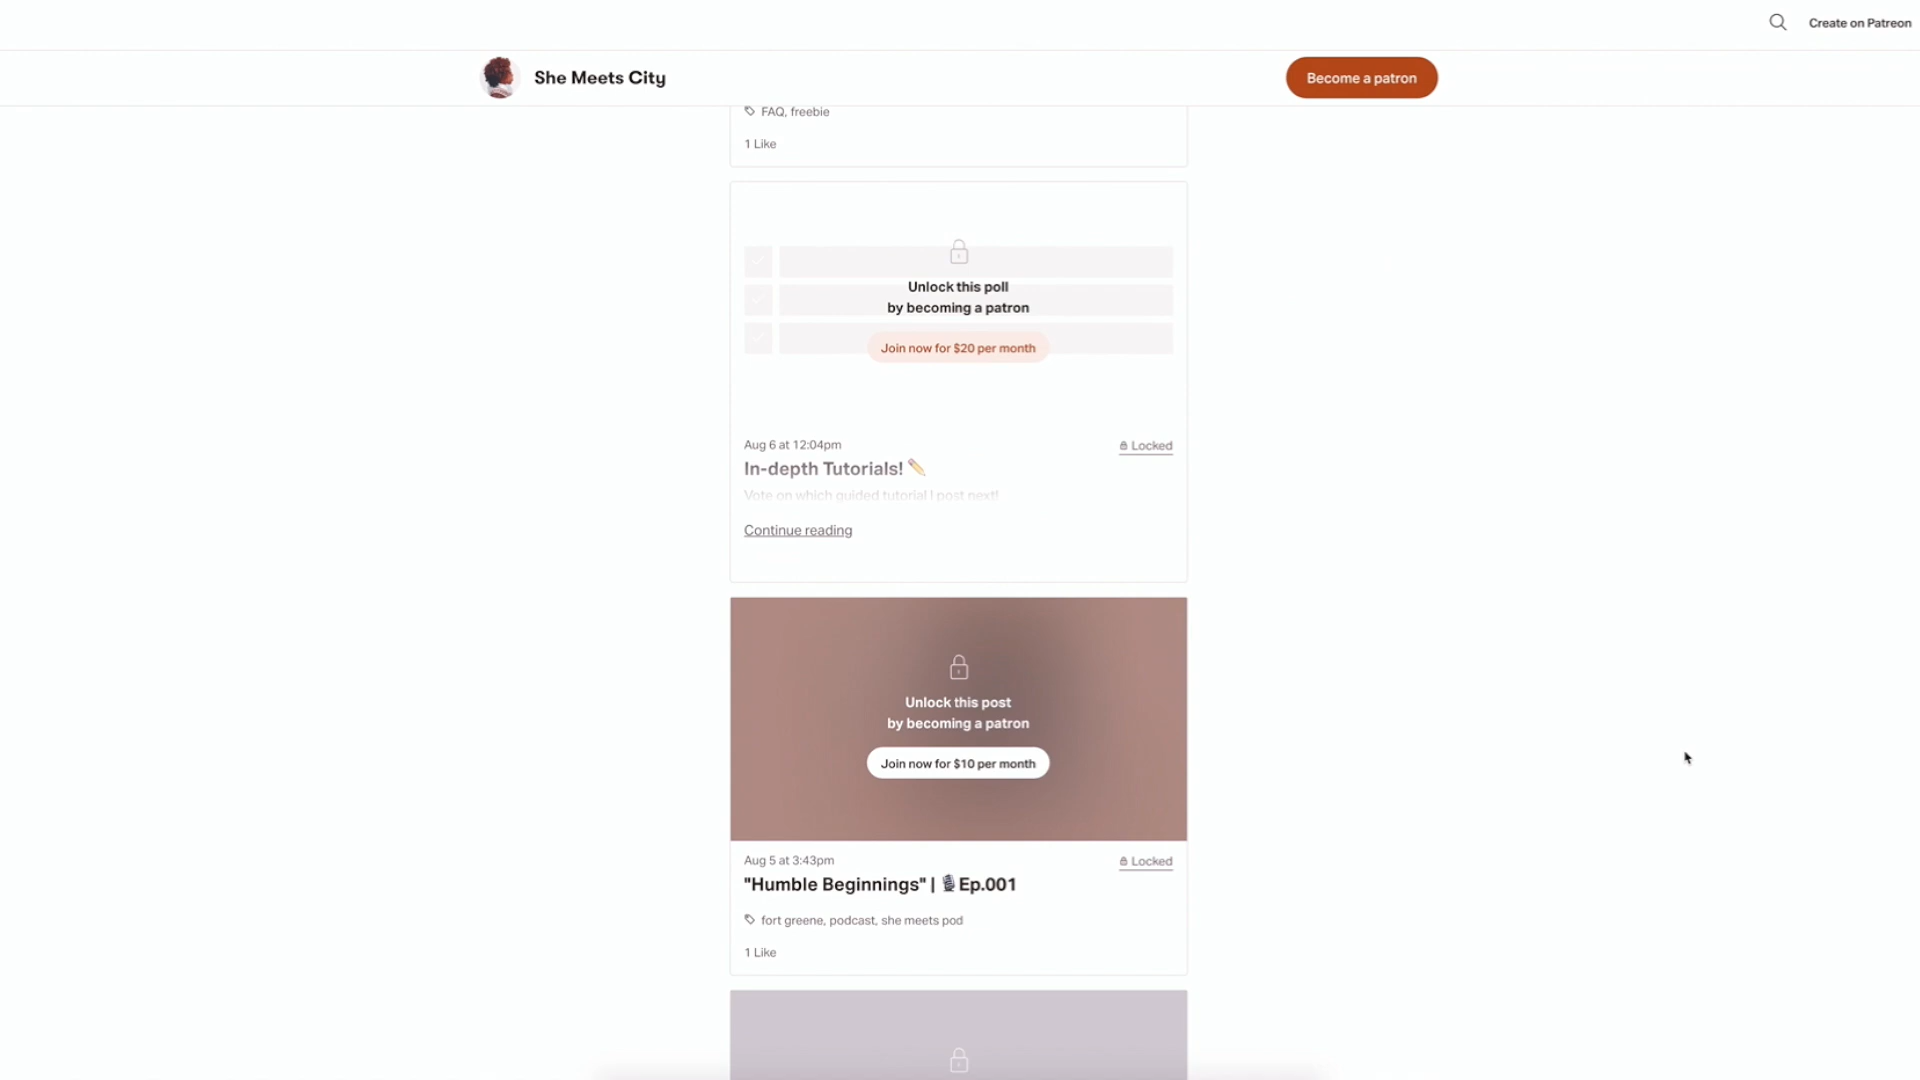 Create on Patreon
She Meets City
Become a patron
FAQ, freebie
1 Like
Unlock this poll
by becoming a patron
Join now for $20 per month
Aug 6 at 12:04pm
Locked
In-depth Tutorials! ✏️
Vote on which guided tutorial I post next!
Continue reading
Unlock this post
by becoming a patron
Join now for $10 per month
Aug 5 at 3:43pm
Locked
"Humble Beginnings" | 🎙️Ep.001
fort greene, podcast, she meets pod
1 Like